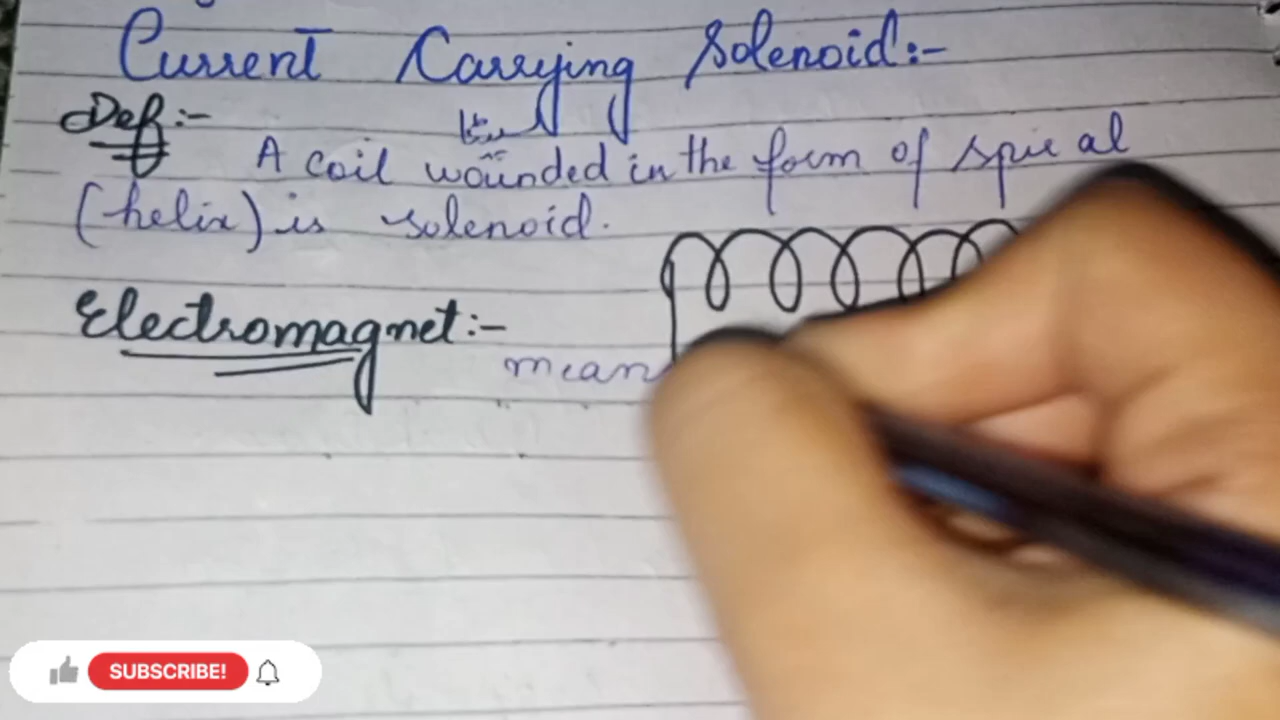 Current Carrying Solenoid:-
Def:-
A coil wounded in the form of spiral
(helix) is solenoid.
Electromagnet:-
mean
SUBSCRIBE!